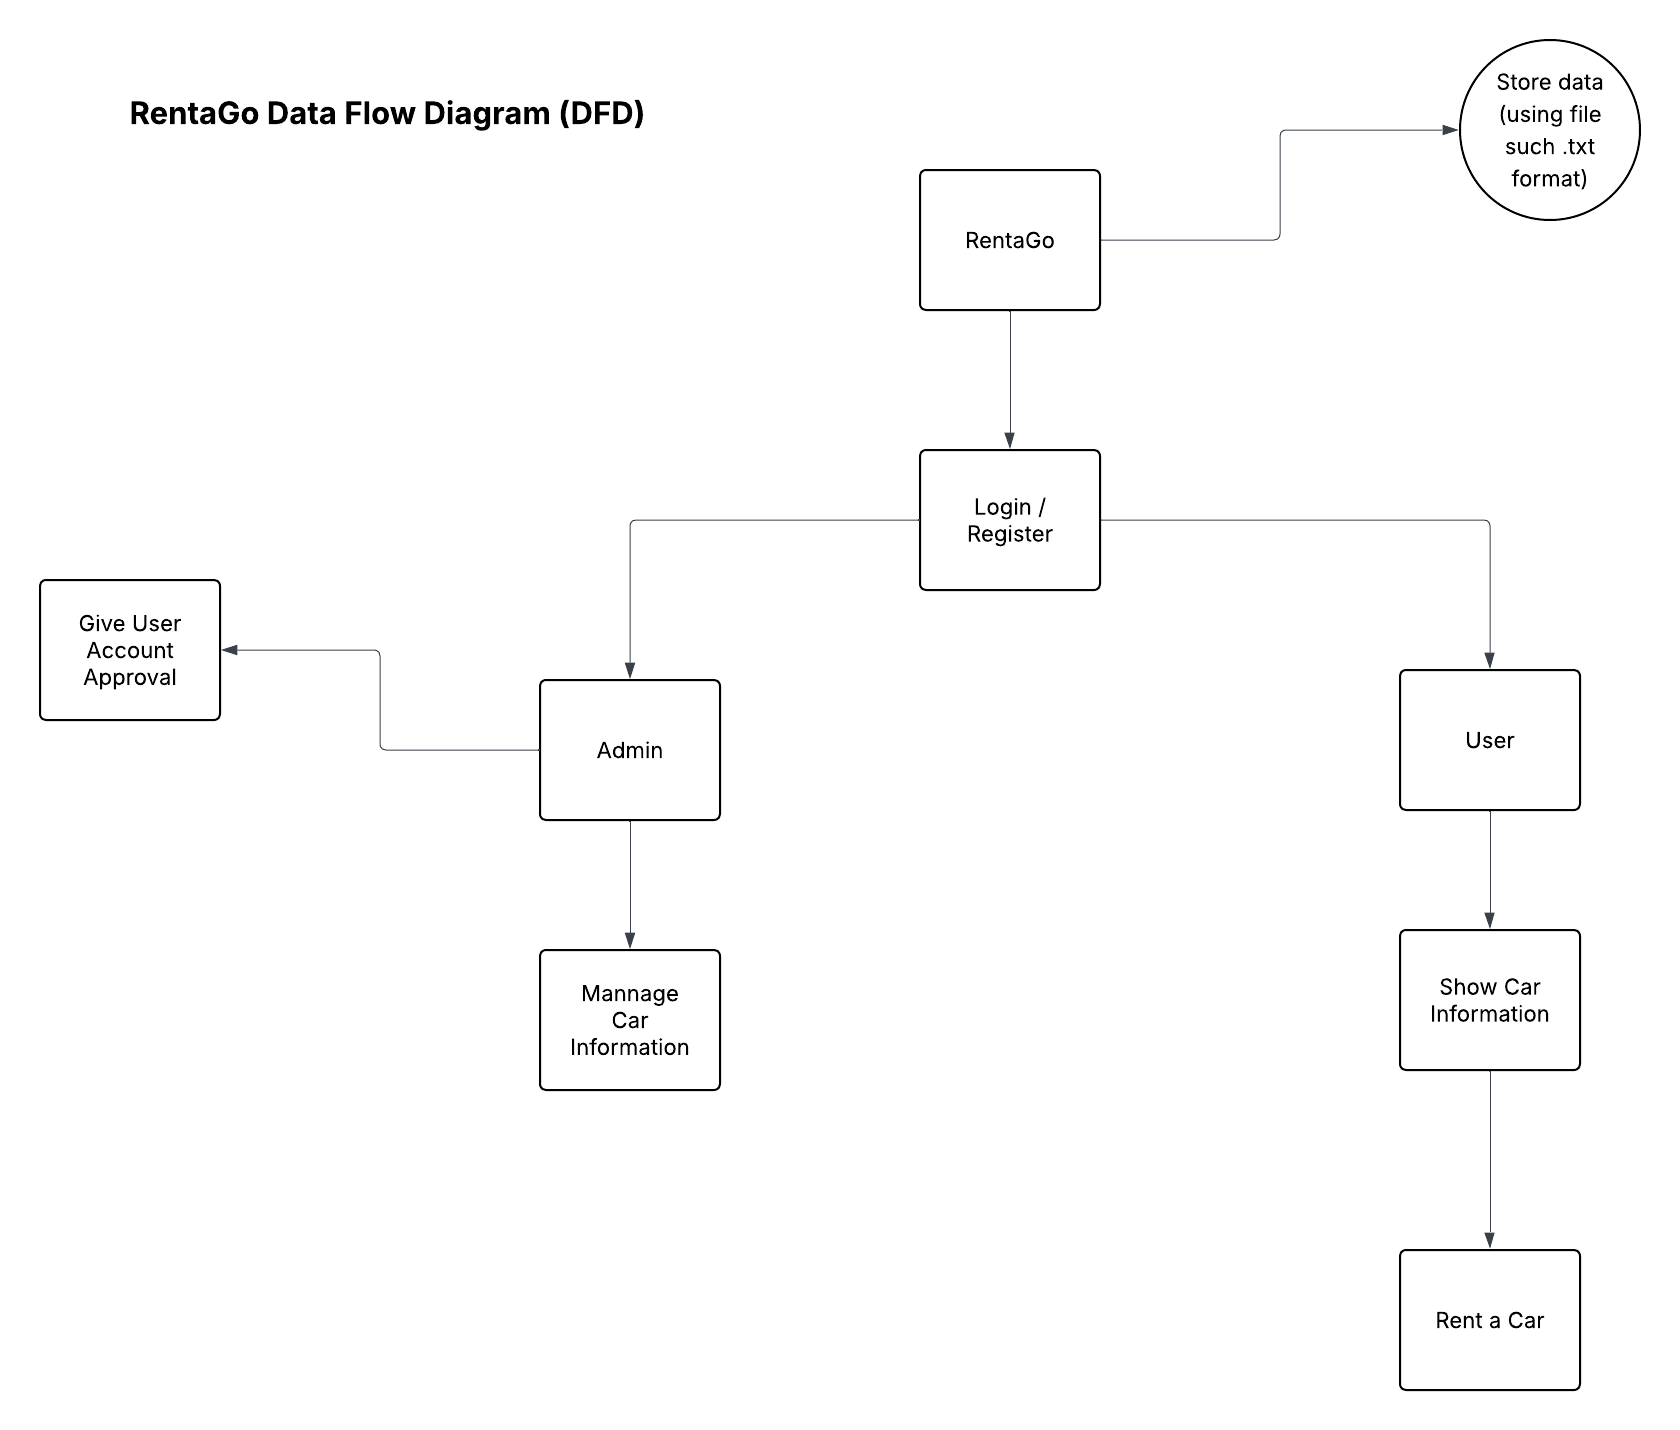 RentaGo Data Flow Diagram (DFD)
Store data
(using file
such .txt
format)
RentaGo
Login /
Register
Give User
Account
Approval
Admin
User
Mannage
Car
Information
Show Car
Information
Rent a Car